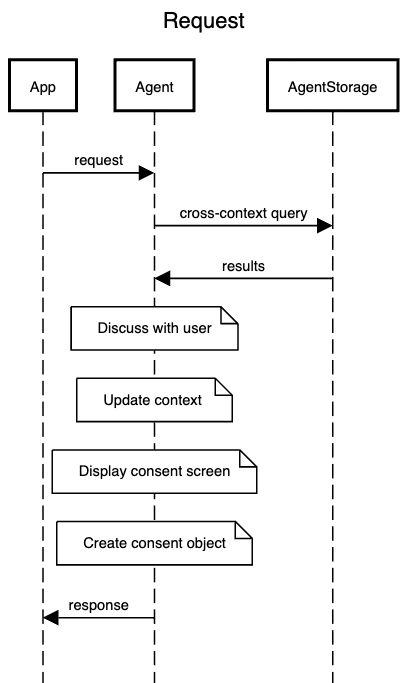 Request
App
Agent
AgentStorage
request
cross-context query
results
Discuss with user
Update context
Display consent screen
Create consent object
response